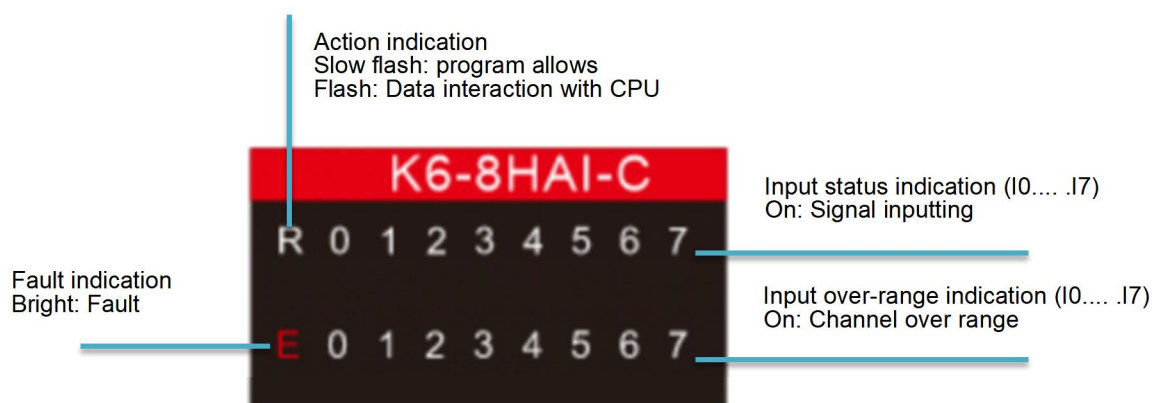 Action indication
Slow flash: program allows
Flash: Data interaction with CPU
K6-8HAI-C
R 0 1 2 3 4 5 6 7
Input status indication (I0.... .I7)
On: Signal inputting
Fault indication
Bright: Fault
E 0 1 2 3 4 5 6 7
Input over-range indication (I0.... .I7)
On: Channel over range